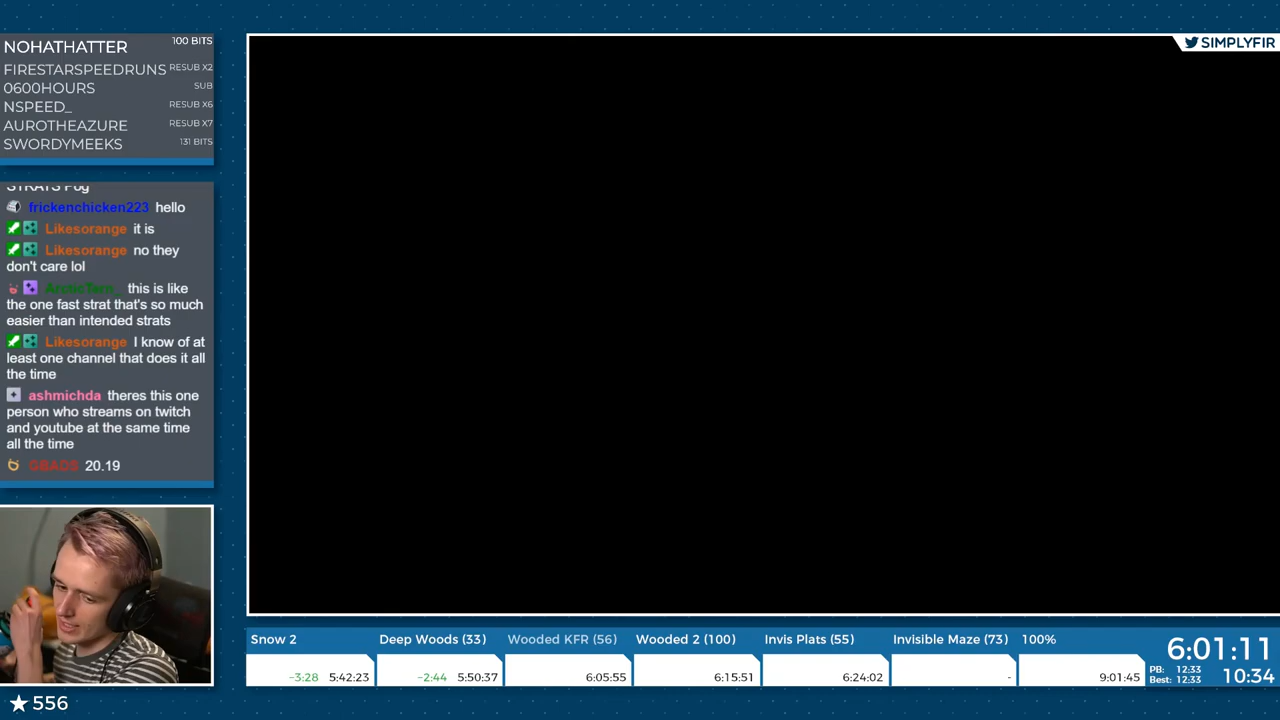 NOHATHATTER 100 BITS
FIRESTARSPEEDRUNS RESUB X2
0600HOURS SUB
NSPEED_ RESUB X6
AUROTHEAZURE RESUB X7
SWORDYMEEKS 131 BITS
STRATS Pog
frickenchicken223 hello
Likesorange it is
Likesorange no they
don't care lol
ArcticTern_ this is like
the one fast strat that's so much
easier than intended strats
Likesorange I know of at
least one channel that does it all
the time
ashmichda theres this one
person who streams on twitch
and youtube at the same time
all the time
GBADS 20.19
556
SIMPLYFIR
Snow 2 Deep Woods (33) Wooded KFR (56) Wooded 2 (100) Invis Plats (55) Invisible Maze (73) 100%
-3:28 5:42:23 -2:44 5:50:37 6:05:55 6:15:51 6:24:02 - 9:01:45
6:01:11
PB: 12:33
Best: 12:33
10:34